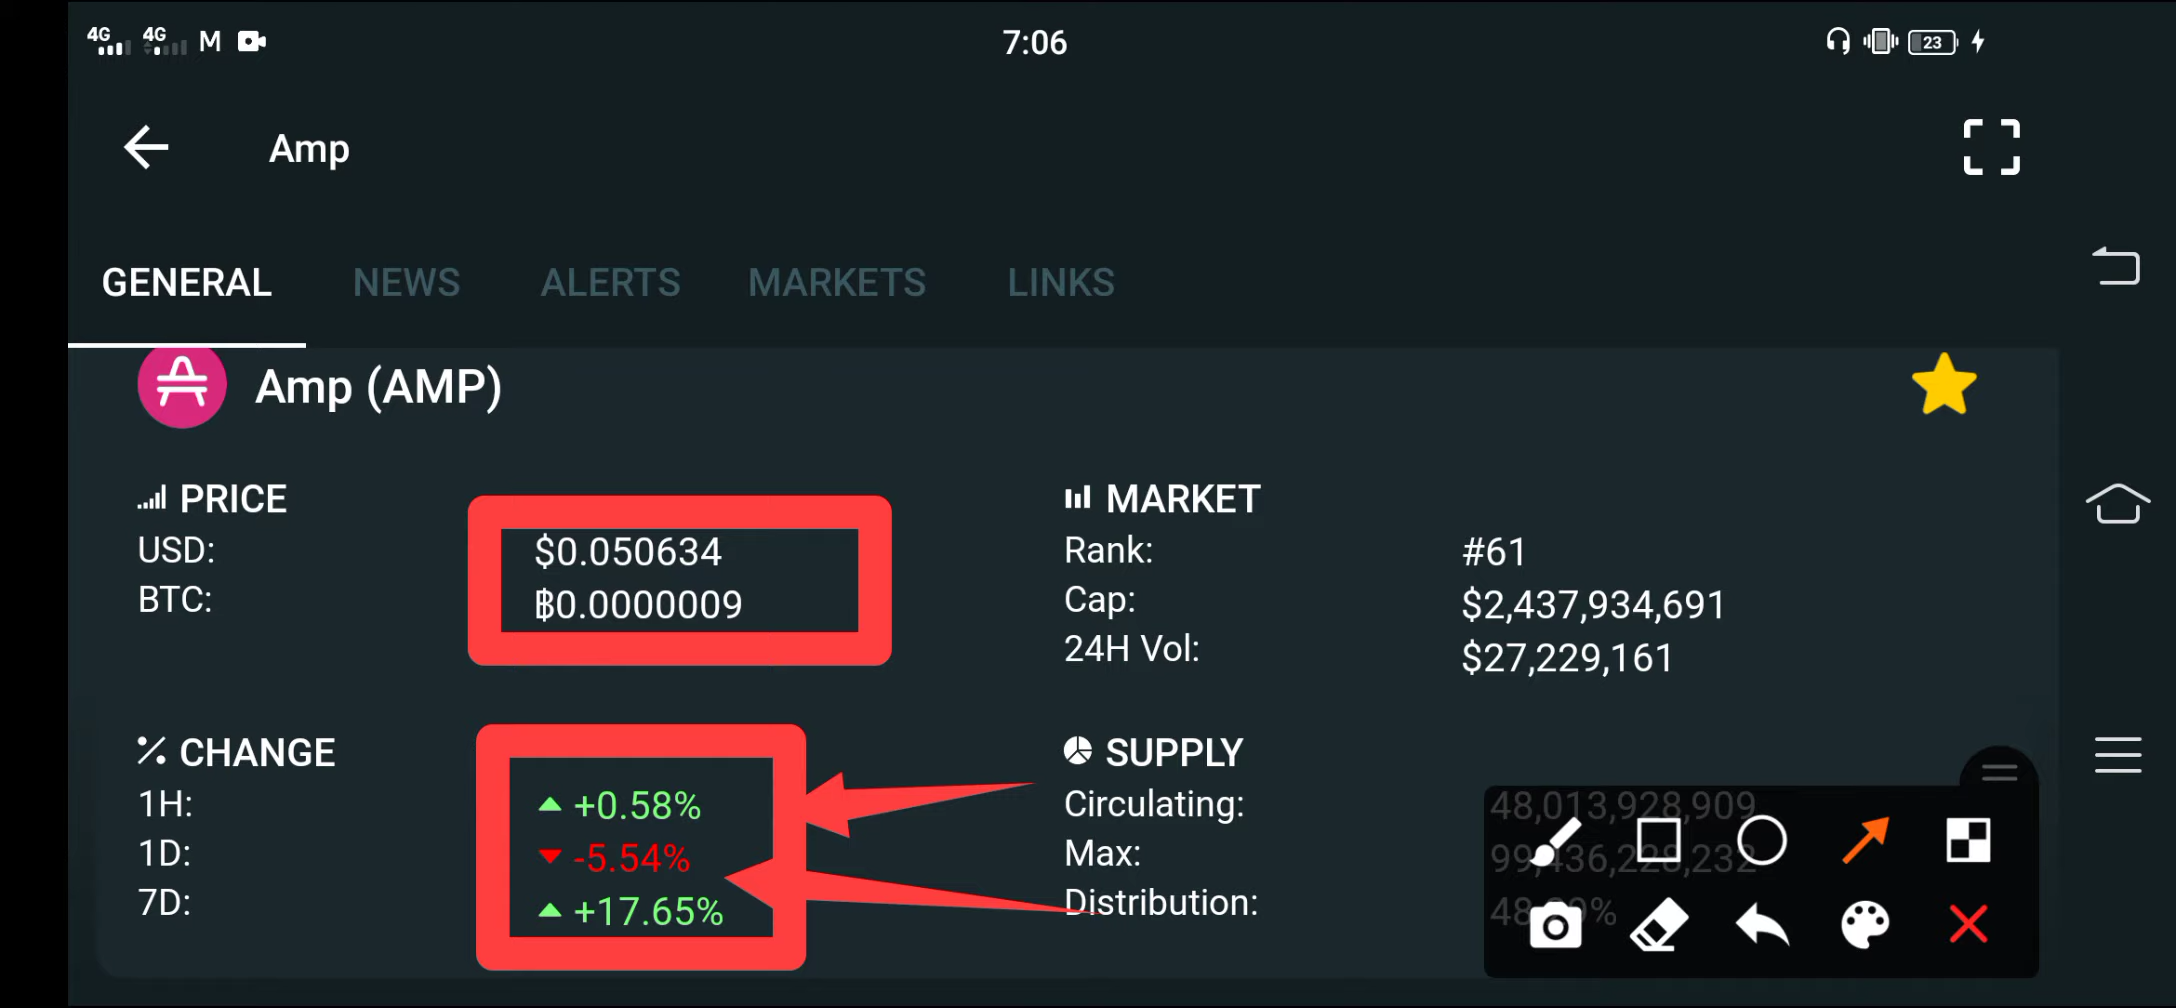 4G 4G M 7:06 23
Amp
GENERAL NEWS ALERTS MARKETS LINKS
Amp (AMP)
PRICE
USD: $0.050634
BTC: ₿0.0000009
MARKET
Rank: #61
Cap: $2,437,934,691
24H Vol: $27,229,161
CHANGE
1H: +0.58%
1D: -5.54%
7D: +17.65%
SUPPLY
Circulating: 48,013,928,909
Max:
Distribution: